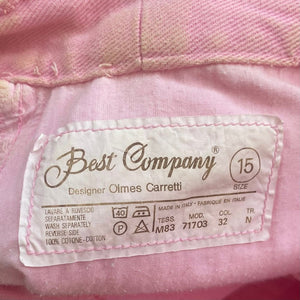 Best Company®
15
SIZE
Designer Olmes Carretti
LAVARE A ROVESCIO
SEPARATAMENTE
WASH SEPARATELY
REVERSE SIDE
100% COTONE-COTTON
40
P
MADE IN ITALY - FABRIQUÉ EN ITALIE
TESS. MOD. COL. TR.
M83 71703 32 N